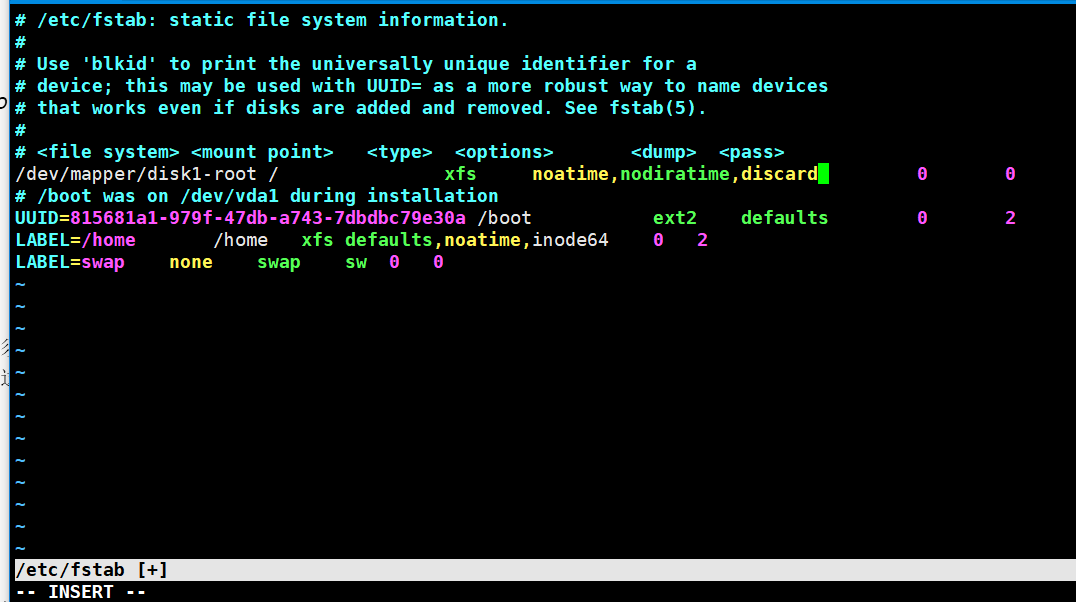 # /etc/fstab: static file system information.
#
# Use 'blkid' to print the universally unique identifier for a
# device; this may be used with UUID= as a more robust way to name devices
# that works even if disks are added and removed. See fstab(5).
#
# <file system> <mount point>   <type>  <options>       <dump>  <pass>
/dev/mapper/disk1-root /               xfs     noatime,nodiratime,discard        0       0
# /boot was on /dev/vda1 during installation
UUID=815681a1-979f-47db-a743-7dbdbc79e30a /boot           ext2    defaults        0       2
LABEL=/home       /home   xfs defaults,noatime,inode64    0   2
LABEL=swap    none    swap    sw  0   0
~
~
~
~
~
~
~
~
~
~
~
~
~
/etc/fstab [+]
-- INSERT --